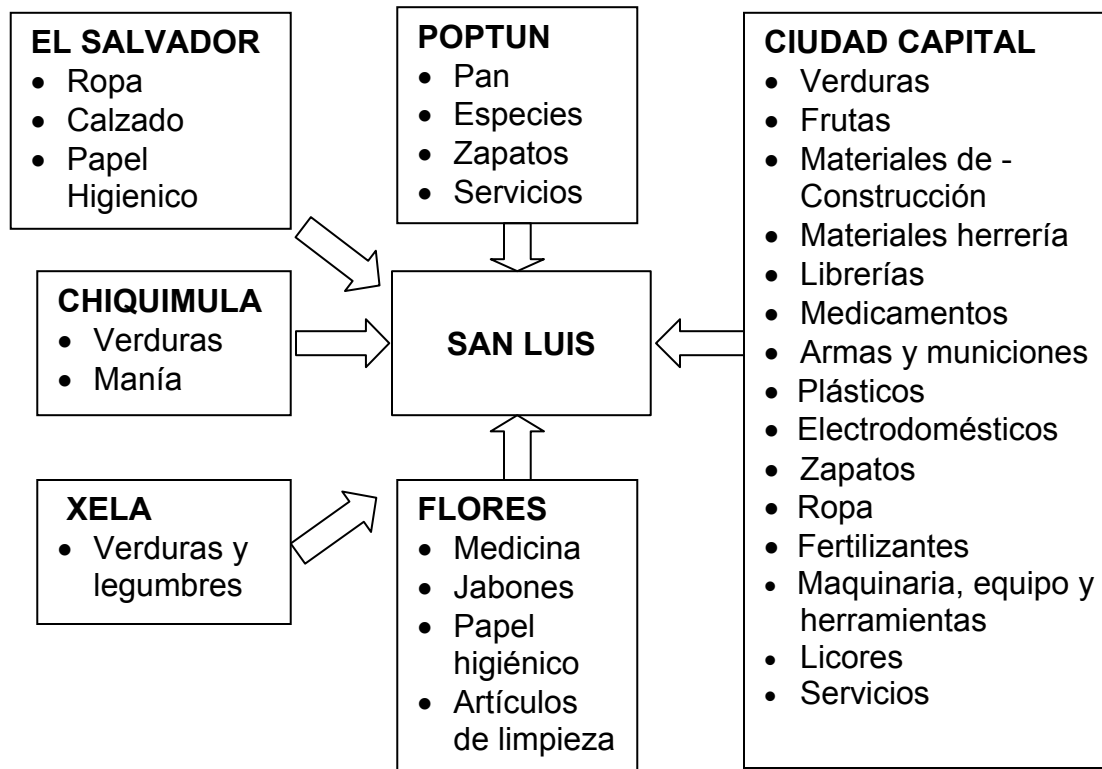 EL SALVADOR
• Ropa
• Calzado
• Papel
Higienico
POPTUN
• Pan
• Especies
• Zapatos
• Servicios
CIUDAD CAPITAL
• Verduras
• Frutas
• Materiales de -
Construcción
• Materiales herrería
• Librerías
• Medicamentos
• Armas y municiones
• Plásticos
• Electrodomésticos
• Zapatos
• Ropa
• Fertilizantes
• Maquinaria, equipo y
herramientas
• Licores
• Servicios
CHIQUIMULA
• Verduras
• Manía
SAN LUIS
XELA
• Verduras y
legumbres
FLORES
• Medicina
• Jabones
• Papel
higiénico
• Artículos
de limpieza